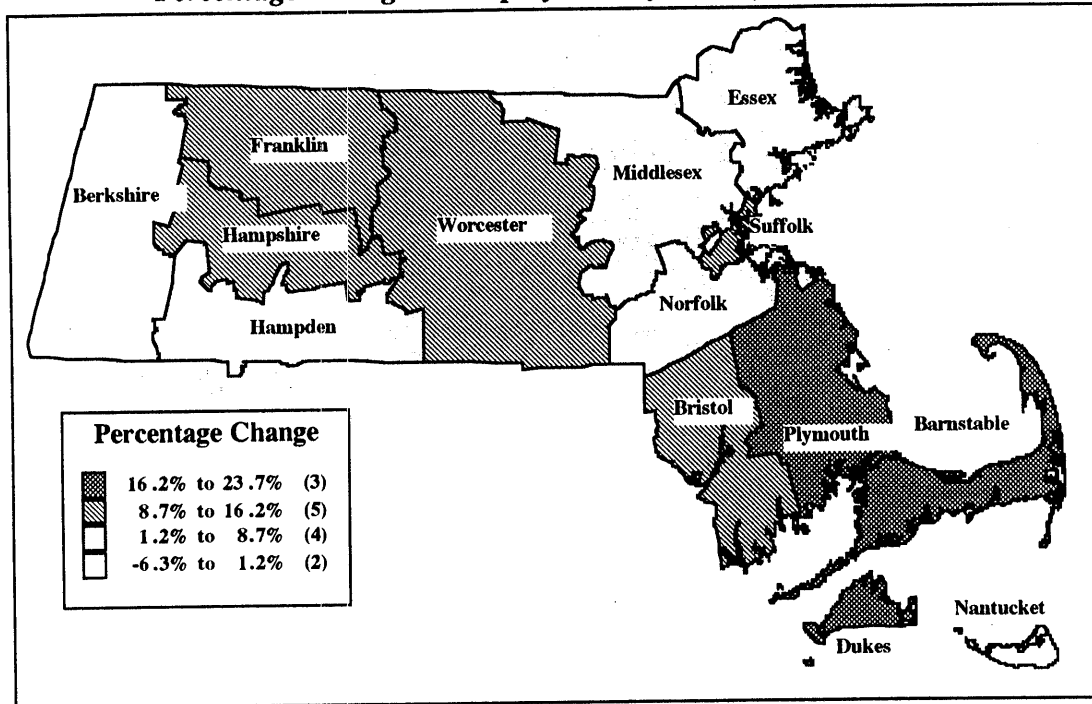 Essex
Franklin
Middlesex
Berkshire
Hampshire
Worcester
Suffolk
Norfolk
Hampden
Bristol
Plymouth
Barnstable
Percentage Change
16.2% to 23.7% (3)
8.7% to 16.2% (5)
1.2% to 8.7% (4)
-6.3% to 1.2% (2)
Nantucket
Dukes